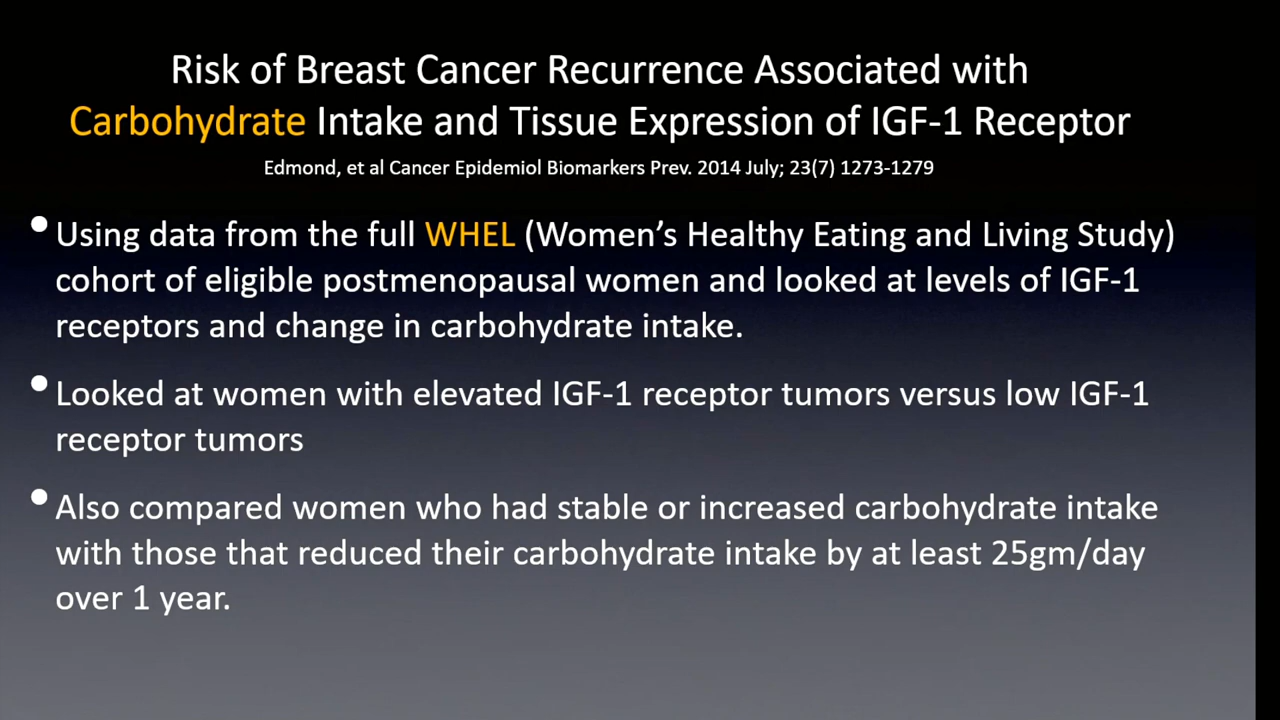 Risk of Breast Cancer Recurrence Associated with
Carbohydrate Intake and Tissue Expression of IGF-1 Receptor
Edmond, et al Cancer Epidemiol Biomarkers Prev. 2014 July; 23(7) 1273-1279
• Using data from the full WHEL (Women’s Healthy Eating and Living Study)
cohort of eligible postmenopausal women and looked at levels of IGF-1
receptors and change in carbohydrate intake.
• Looked at women with elevated IGF-1 receptor tumors versus low IGF-1
receptor tumors
• Also compared women who had stable or increased carbohydrate intake
with those that reduced their carbohydrate intake by at least 25gm/day
over 1 year.